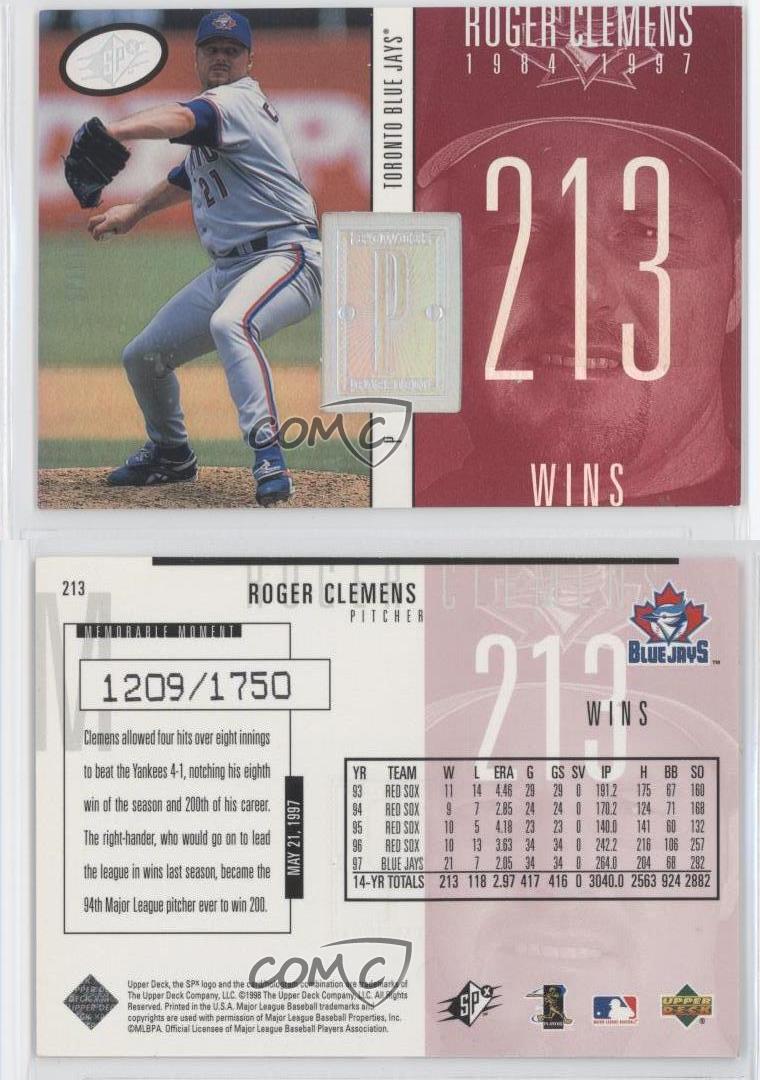 SPx
TORONTO BLUE JAYS®
ROGER CLEMENS
1984 1997
213
WINS
21
POWER
P
P
COMC
213
ROGER CLEMENS
PITCHER
BLUE JAYS ™
MEMORABLE MOMENT
1209/1750
Clemens allowed four hits over eight innings
to beat the Yankees 4-1, notching his eighth
win of the season and 200th of his career.
The right-hander, who would go on to lead
the league in wins last season, became the
94th Major League pitcher ever to win 200.
MAY 21, 1997
213
WINS
YR TEAM W L ERA G GS SV IP H BB SO
93 RED SOX 11 14 4.46 29 29 0 191.2 175 67 160
94 RED SOX 9 7 2.85 24 24 0 170.2 124 71 168
95 RED SOX 10 5 4.18 23 23 0 140.0 141 60 132
96 RED SOX 10 13 3.63 34 34 0 242.2 216 106 257
97 BLUE JAYS 21 7 2.05 34 34 0 264.0 204 68 282
14-YR TOTALS 213 118 2.97 417 416 0 3040.0 2563 924 2882
COMC
Upper Deck, the SPx logo and the card/hologram combination are trademarks of
The Upper Deck Company, LLC. ©1998 The Upper Deck Company, LLC. All Rights
Reserved. Printed in the U.S.A. Major League Baseball trademarks and
copyrights are used with permission of Major League Baseball Properties, Inc.
©MLBPA. Official Licensee of Major League Baseball Players Association.
SPx
PLAYERS
MAJOR LEAGUE BASEBALL
UPPER DECK ®